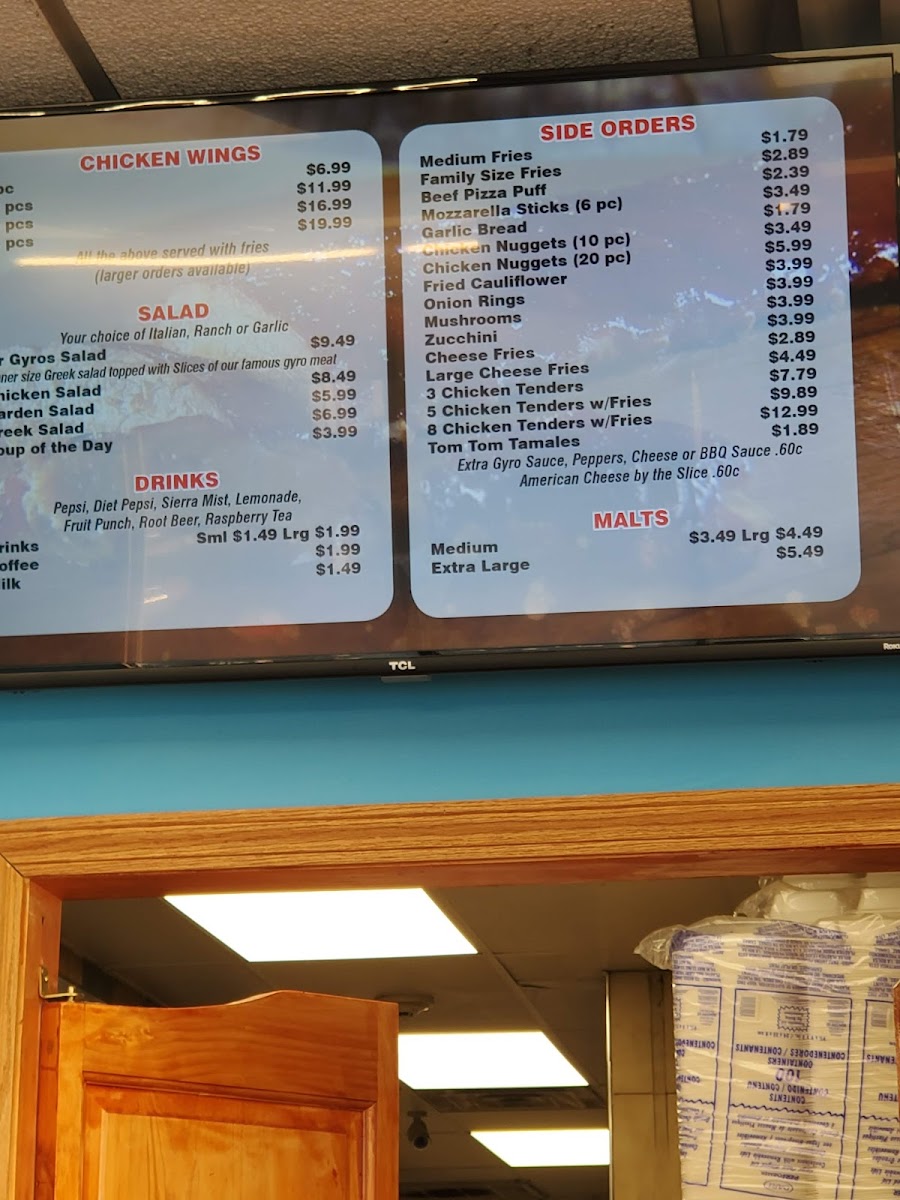 CHICKEN WINGS
pc $6.99
pcs $11.99
pcs $16.99
pcs $19.99
All the above served with fries
(larger orders available)
SALAD
Your choice of Italian, Ranch or Garlic
r Gyros Salad $9.49
ner size Greek salad topped with Slices of our famous gyro meat
hicken Salad $8.49
arden Salad $5.99
reek Salad $6.99
oup of the Day $3.99
DRINKS
Pepsi, Diet Pepsi, Sierra Mist, Lemonade,
Fruit Punch, Root Beer, Raspberry Tea
rinks Sml $1.49 Lrg $1.99
offee $1.99
ilk $1.49
SIDE ORDERS
Medium Fries $1.79
Family Size Fries $2.89
Beef Pizza Puff $2.39
Mozzarella Sticks (6 pc) $3.49
Garlic Bread $1.79
Chicken Nuggets (10 pc) $3.49
Chicken Nuggets (20 pc) $5.99
Fried Cauliflower $3.99
Onion Rings $3.99
Mushrooms $3.99
Zucchini $3.99
Cheese Fries $2.89
Large Cheese Fries $4.49
3 Chicken Tenders $7.79
5 Chicken Tenders w/Fries $9.89
8 Chicken Tenders w/Fries $12.99
Tom Tom Tamales $1.89
Extra Gyro Sauce, Peppers, Cheese or BBQ Sauce .60c
American Cheese by the Slice .60c
MALTS
Medium $3.49 Lrg $4.49
Extra Large $5.49
TCL
CONTENEDORES / CONTENANTS
CONTAINERS
100
CONTENIDO / CONTENU
CONTENTS